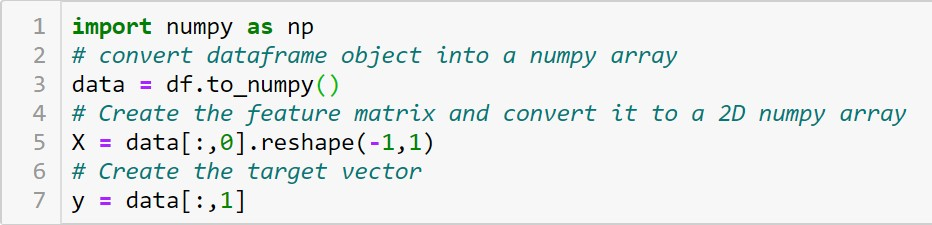 1 import numpy as np
2 # convert dataframe object into a numpy array
3 data = df.to_numpy()
4 # Create the feature matrix and convert it to a 2D numpy array
5 X = data[:,0].reshape(-1,1)
6 # Create the target vector
7 y = data[:,1]